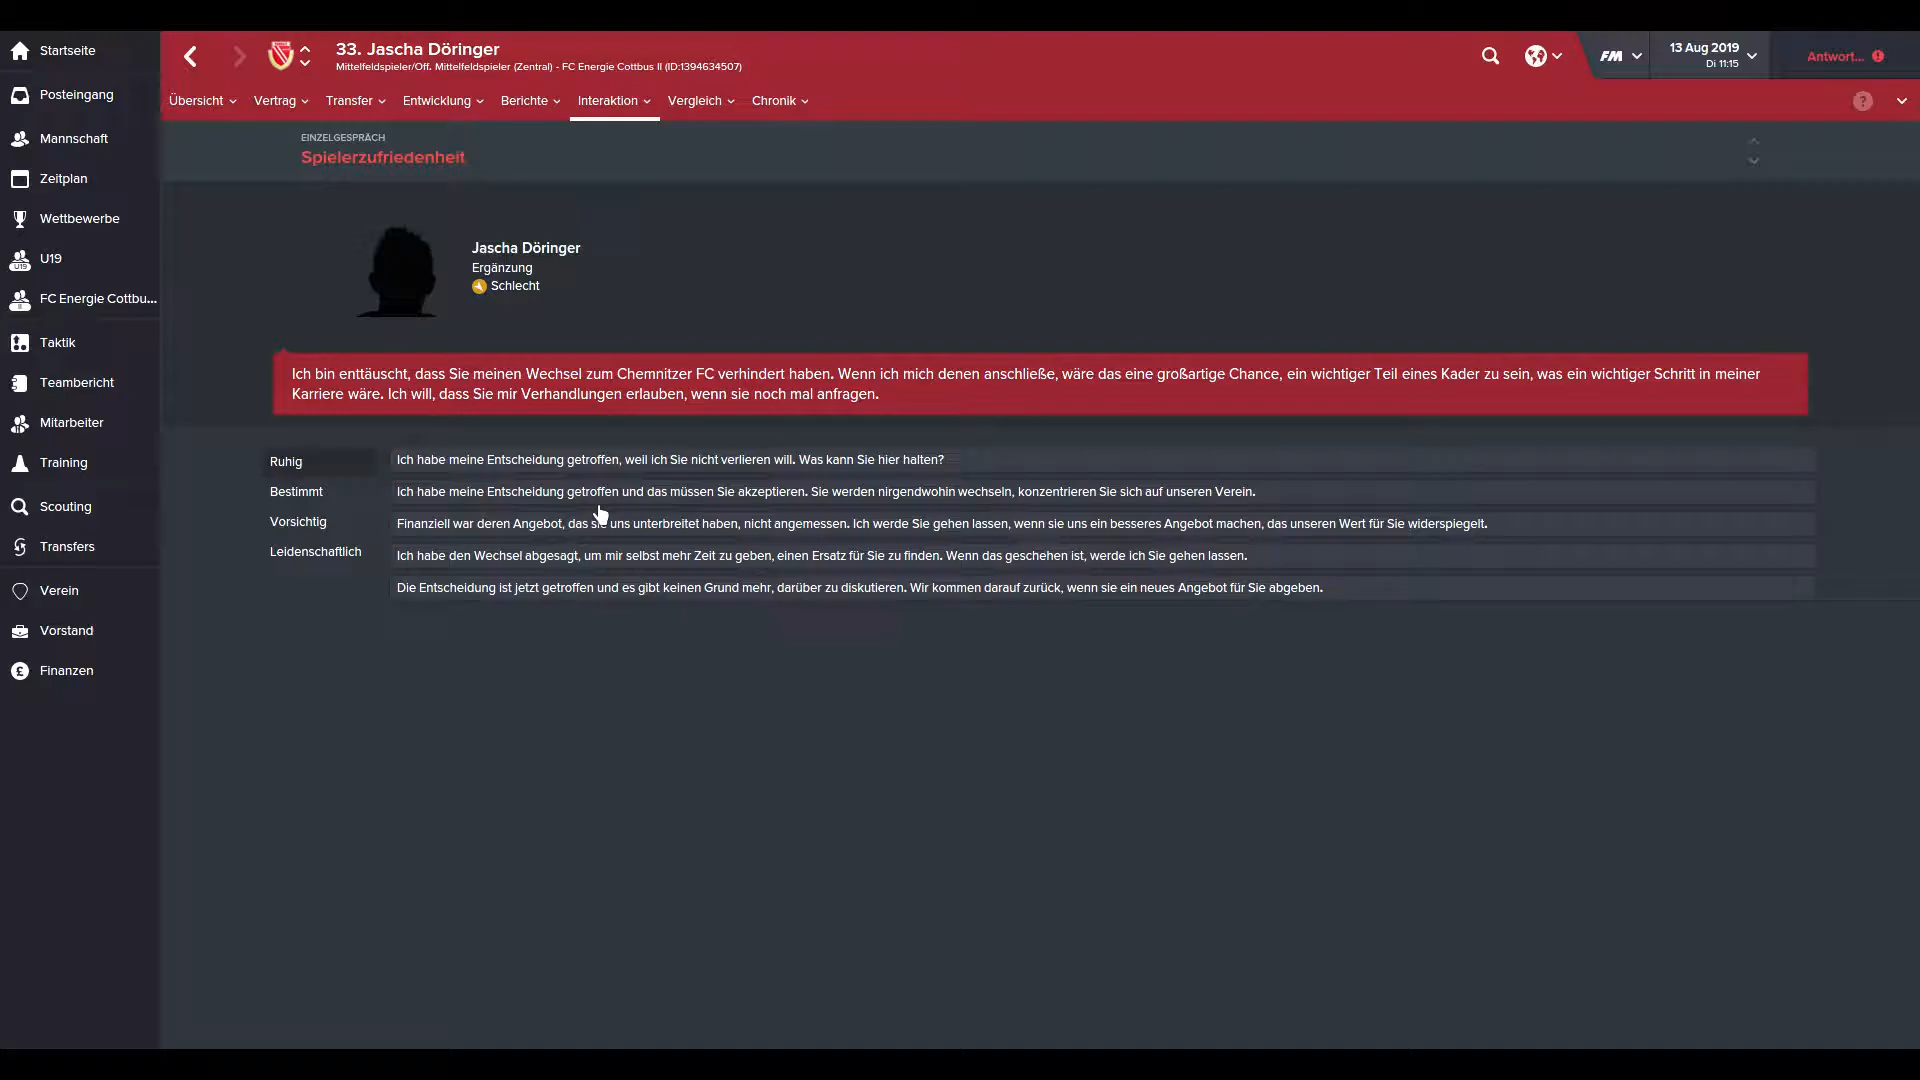 Startseite
33. Jascha Döringer
Mittelfeldspieler/Off. Mittelfeldspieler (Zentral) - FC Energie Cottbus II (ID:1394634507)
FM
13 Aug 2019
Di 11:15
Antwort...
Posteingang
Übersicht
Vertrag
Transfer
Entwicklung
Berichte
Interaktion
Vergleich
Chronik
?
Mannschaft
EINZELGESPRÄCH
Spielerzufriedenheit
Zeitplan
Wettbewerbe
U19
U19
FC Energie Cottbu...
II
Jascha Döringer
Ergänzung
Schlecht
Taktik
Teambericht
Mitarbeiter
Training
Scouting
Transfers
Verein
Vorstand
£
Finanzen
Ich bin enttäuscht, dass Sie meinen Wechsel zum Chemnitzer FC verhindert haben. Wenn ich mich denen anschließe, wäre das eine großartige Chance, ein wichtiger Teil eines Kader zu sein, was ein wichtiger Schritt in meiner
Karriere wäre. Ich will, dass Sie mir Verhandlungen erlauben, wenn sie noch mal anfragen.
Ruhig
Bestimmt
Vorsichtig
Leidenschaftlich
Ich habe meine Entscheidung getroffen, weil ich Sie nicht verlieren will. Was kann Sie hier halten?
Ich habe meine Entscheidung getroffen und das müssen Sie akzeptieren. Sie werden nirgendwohin wechseln, konzentrieren Sie sich auf unseren Verein.
Finanziell war deren Angebot, das sie uns unterbreitet haben, nicht angemessen. Ich werde Sie gehen lassen, wenn sie uns ein besseres Angebot machen, das unseren Wert für Sie widerspiegelt.
Ich habe den Wechsel abgesagt, um mir selbst mehr Zeit zu geben, einen Ersatz für Sie zu finden. Wenn das geschehen ist, werde ich Sie gehen lassen.
Die Entscheidung ist jetzt getroffen und es gibt keinen Grund mehr, darüber zu diskutieren. Wir kommen darauf zurück, wenn sie ein neues Angebot für Sie abgeben.